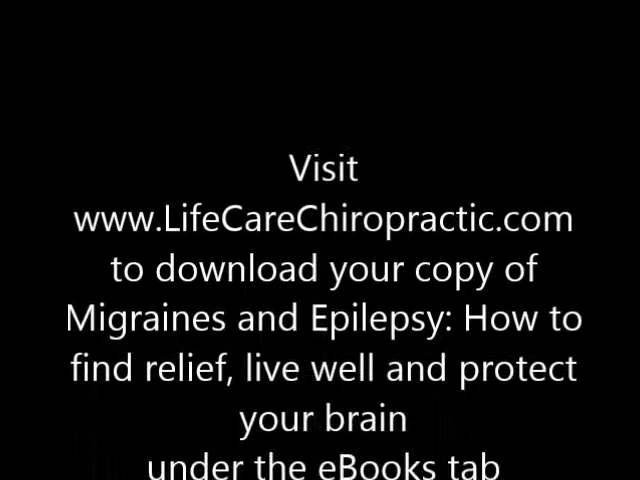 Visit
www.LifeCareChiropractic.com
to download your copy of
Migraines and Epilepsy: How to
find relief, live well and protect
your brain
under the eBooks tab